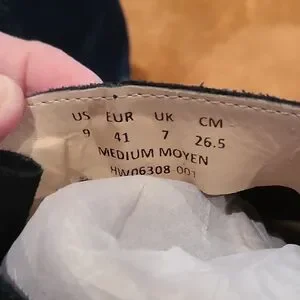 US EUR UK CM
9 41 7 26.5
MEDIUM MOYEN
HW06308-001